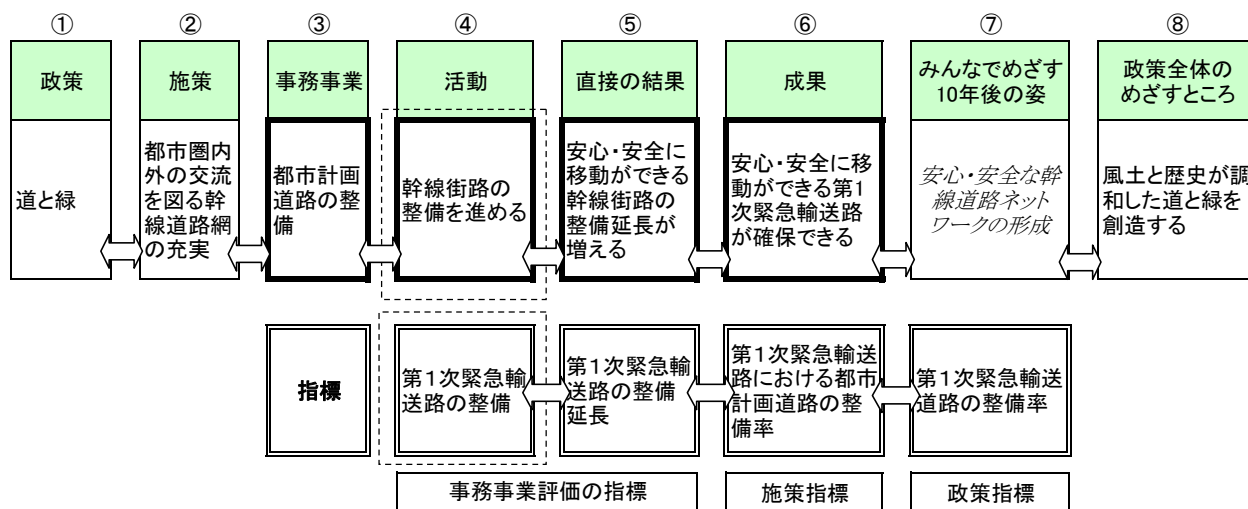 ①
②
③
④
⑤
⑥
⑦
⑧
政策
施策
事務事業
活動
直接の結果
成果
みんなでめざす
10年後の姿
政策全体の
めざすところ
道と緑
都市圏内
外の交流
を図る幹
線道路網
の充実
都市計画
道路の整
備
幹線街路の
整備を進める
安心・安全に
移動ができる
幹線街路の
整備延長が
増える
安心・安全に移
動ができる第1
次緊急輸送路
が確保できる
安心・安全な幹
線道路ネット
ワークの形成
風土と歴史が調
和した道と緑を
創造する
指標
第1次緊急輸
送路の整備
第1次緊急輸
送路の整備
延長
第1次緊急輸送
路における都市
計画道路の整
備率
第1次緊急輸送
道路の整備率
事務事業評価の指標
施策指標
政策指標